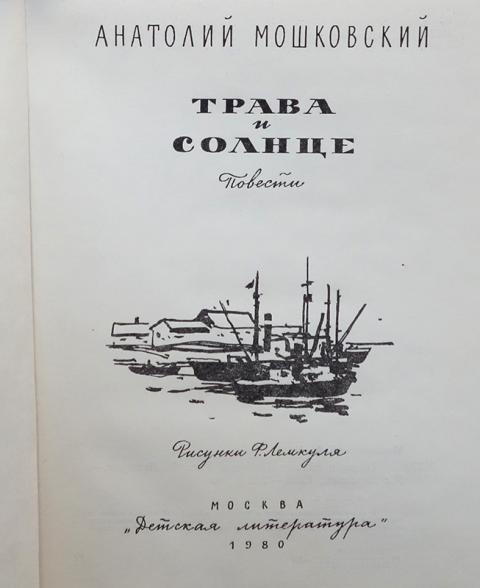 АНАТОЛИЙ МОШКОВСКИЙ
ТРАВА
и
СОЛНЦЕ
Повести
Рисунки Ф. Лемкуля
МОСКВА
„Детская литература“
1980